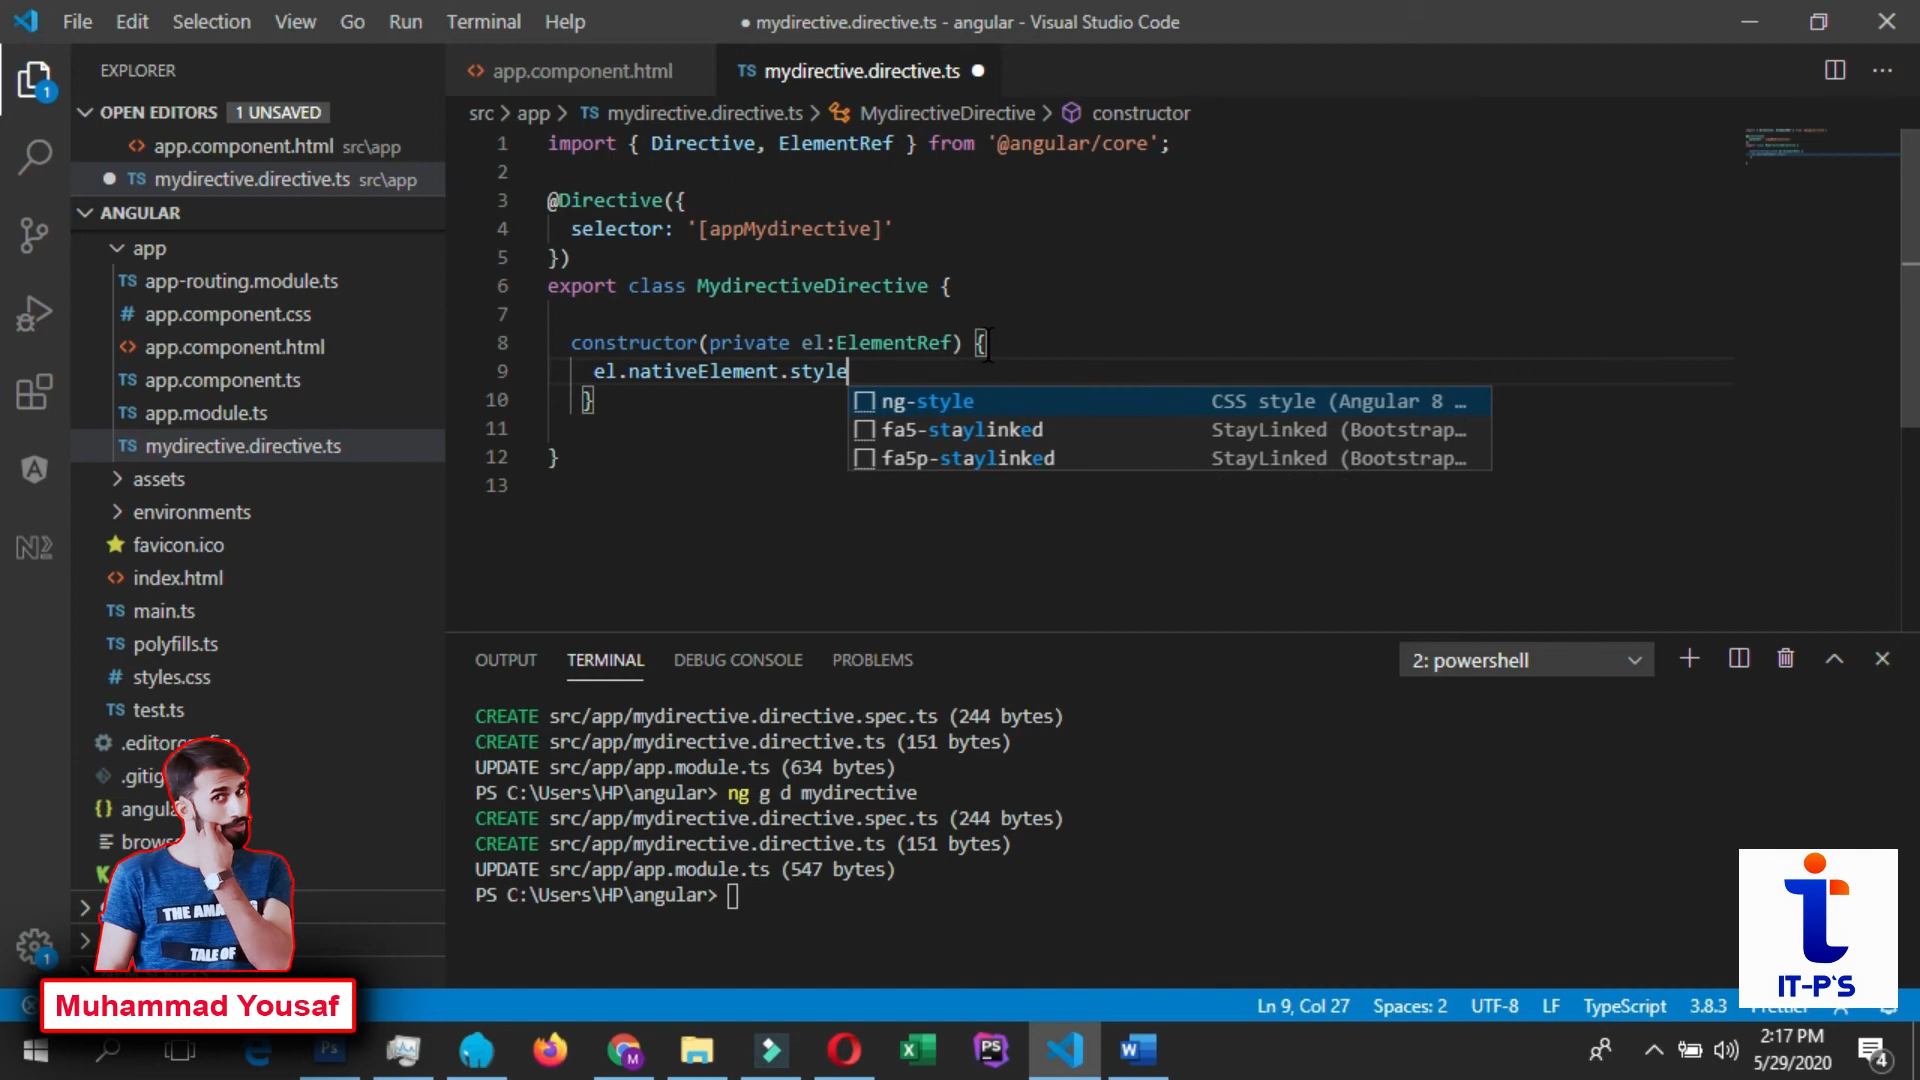 File Edit Selection View Go Run Terminal Help
● mydirective.directive.ts - angular - Visual Studio Code
EXPLORER
OPEN EDITORS 1 UNSAVED
app.component.html src\app
TS mydirective.directive.ts src\app
ANGULAR
app
TS app-routing.module.ts
# app.component.css
app.component.html
TS app.component.ts
TS app.module.ts
TS mydirective.directive.ts
assets
environments
favicon.ico
index.html
TS main.ts
TS polyfills.ts
# styles.css
TS test.ts
app.component.html
TS mydirective.directive.ts
src > app > TS mydirective.directive.ts > MydirectiveDirective > constructor
1 import { Directive, ElementRef } from '@angular/core';
2
3 @Directive({
4 selector: '[appMydirective]'
5 })
6 export class MydirectiveDirective {
7
8 constructor(private el:ElementRef) {
9 el.nativeElement.style
10 }
11
12 }
13
ng-style CSS style (Angular 8 …
fa5-staylinked StayLinked (Bootstrap…
fa5p-staylinked StayLinked (Bootstrap…
OUTPUT TERMINAL DEBUG CONSOLE PROBLEMS
2: powershell
CREATE src/app/mydirective.directive.spec.ts (244 bytes)
CREATE src/app/mydirective.directive.ts (151 bytes)
UPDATE src/app/app.module.ts (634 bytes)
PS C:\Users\HP\angular> ng g d mydirective
CREATE src/app/mydirective.directive.spec.ts (244 bytes)
CREATE src/app/mydirective.directive.ts (151 bytes)
UPDATE src/app/app.module.ts (547 bytes)
PS C:\Users\HP\angular>
THE AMAZING
TALE OF
Muhammad Yousaf
IT-P'S
Ln 9, Col 27 Spaces: 2 UTF-8 LF TypeScript 3.8.3
2:17 PM
5/29/2020
4